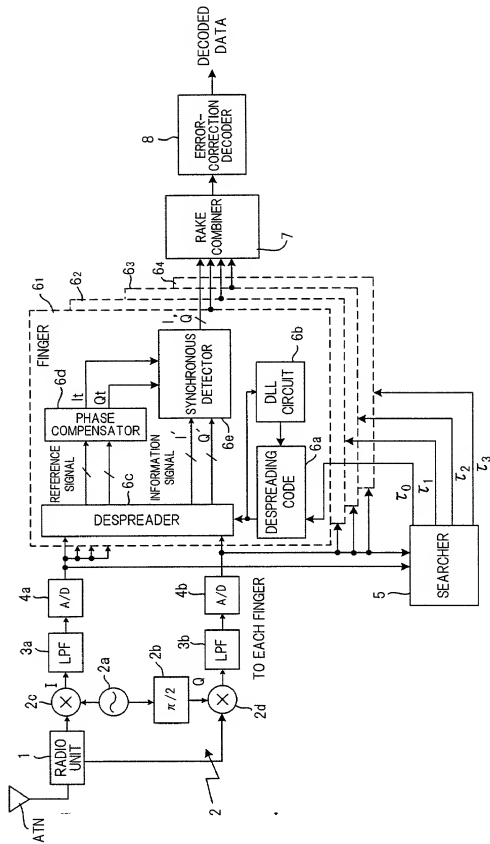 ATN
1
RADIO
UNIT
2
2c
I
2a
2b
π/2
Q
2d
3a
LPF
3b
LPF
4a
A/D
4b
A/D
TO EACH FINGER
5
SEARCHER
τ0
τ1
τ2
τ3
FINGER
61
62
63
64
6c
DESPREADER
REFERENCE
SIGNAL
INFORMATION
SIGNAL
I'
Q'
6d
PHASE
COMPENSATOR
It
Qt
SYNCHRONOUS
DETECTOR
6e
6a
DESPREADING
CODE
6b
DLL
CIRCUIT
I'
Q
RAKE
COMBINER
7
8
ERROR-
CORRECTION
DECODER
DECODED
DATA